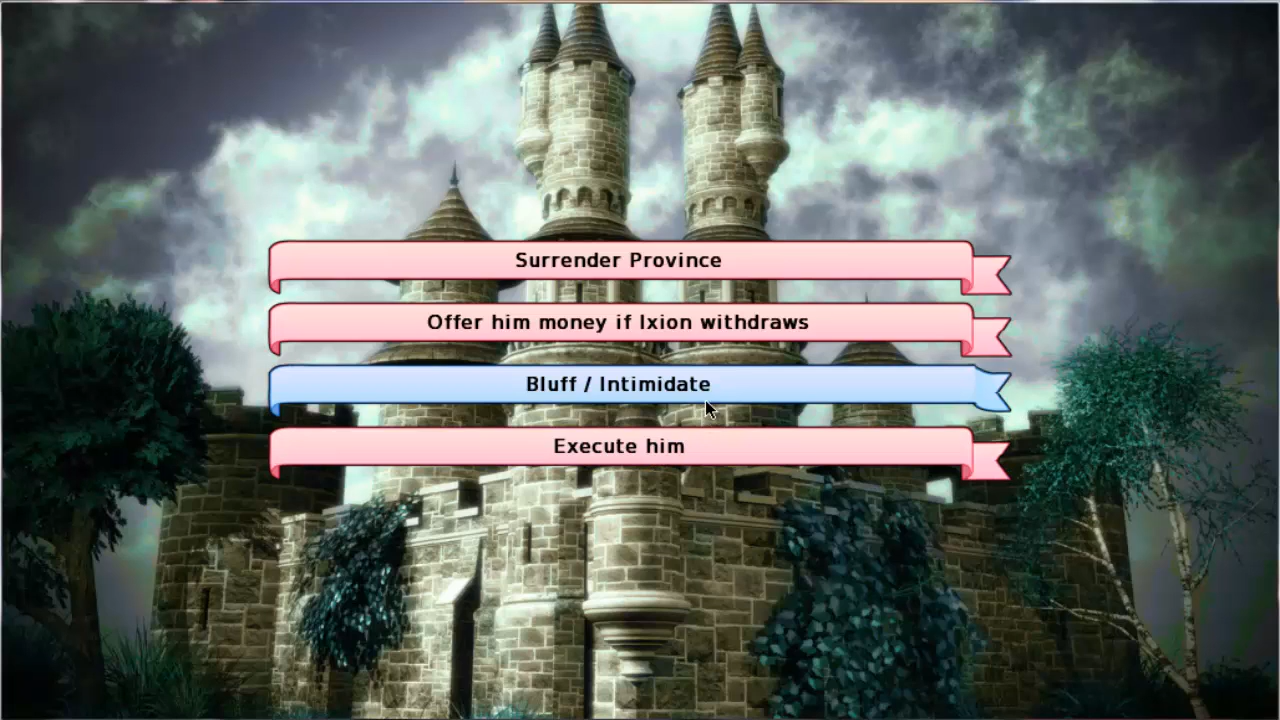 Surrender Province
Offer him money if Ixion withdraws
Bluff / Intimidate
Execute him